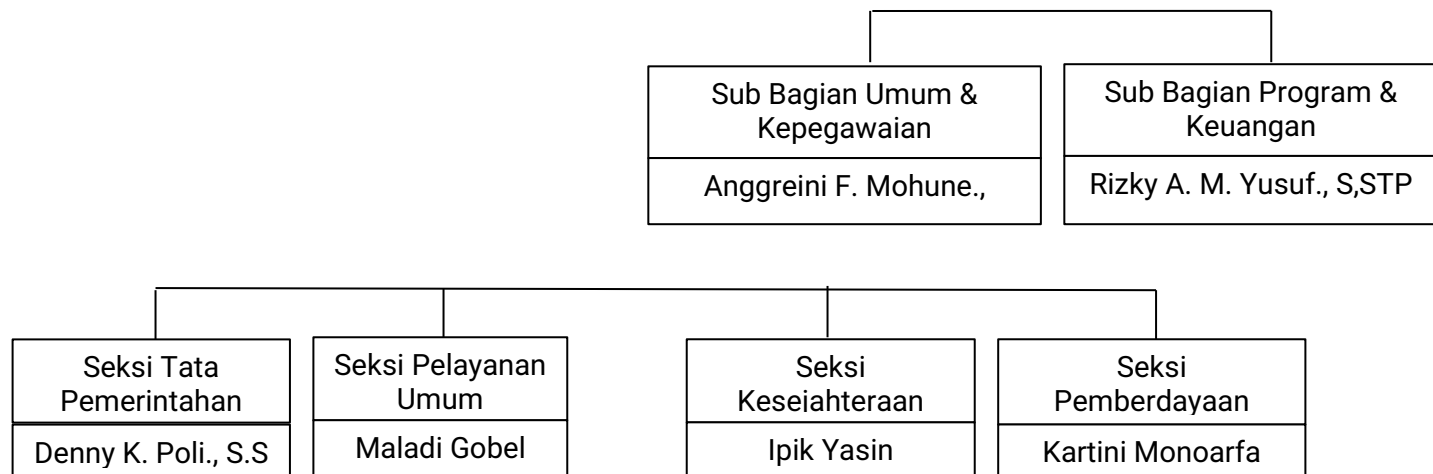 Sub Bagian Umum &
Kepegawaian
Anggreini F. Mohune.,
Sub Bagian Program &
Keuangan
Rizky A. M. Yusuf., S,STP
Seksi Tata
Pemerintahan
Denny K. Poli., S.S
Seksi Pelayanan
Umum
Maladi Gobel
Seksi
Kesejahteraan
Ipik Yasin
Seksi
Pemberdayaan
Kartini Monoarfa